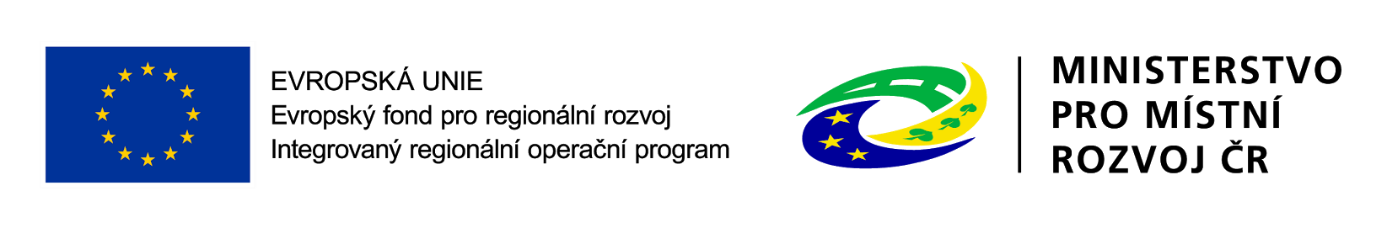 EVROPSKÁ UNIE
Evropský fond pro regionální rozvoj
Integrovaný regionální operační program
MINISTERSTVO
PRO MÍSTNÍ
ROZVOJ ČR